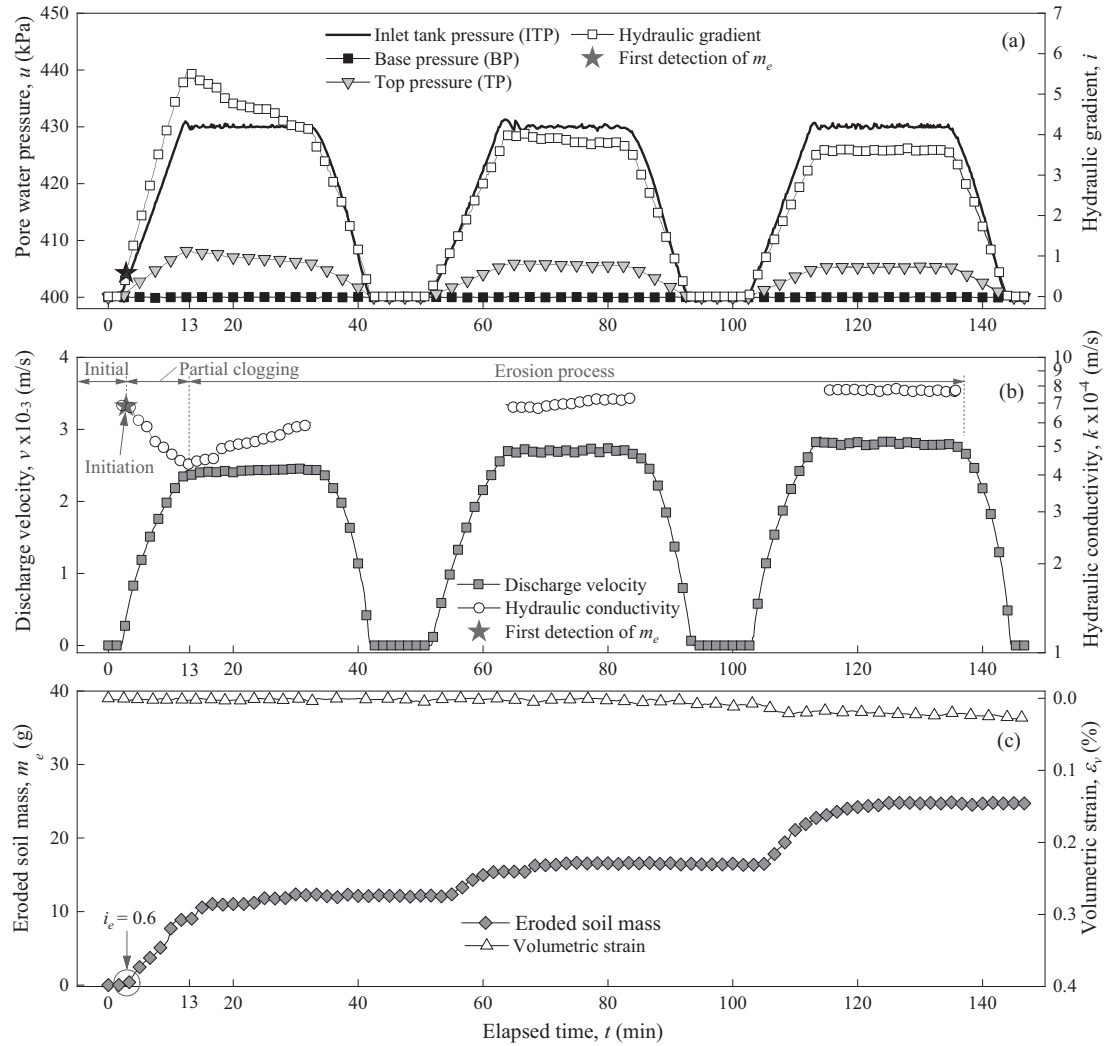 450
440
430
420
410
400
Pore water pressure, u (kPa)
Inlet tank pressure (ITP)
Base pressure (BP)
Top pressure (TP)
Hydraulic gradient
First detection of me
(a)
7
6
5
4
3
2
1
0
Hydraulic gradient, i
0 13 20 40 60 80 100 120 140
4
3
2
1
0
Discharge velocity, v x10-3 (m/s)
Initial
Partial clogging
Erosion process
(b)
Initiation
Discharge velocity
Hydraulic conductivity
First detection of me
10
9
8
7
6
5
4
3
2
1
Hydraulic conductivity, k x10-4 (m/s)
0 13 20 40 60 80 100 120 140
40
30
20
10
0
Eroded soil mass, m e (g)
(c)
ie = 0.6
Eroded soil mass
Volumetric strain
0.0
0.1
0.2
0.3
0.4
Volumetric strain, εv (%)
0 13 20 40 60 80 100 120 140
Elapsed time, t (min)